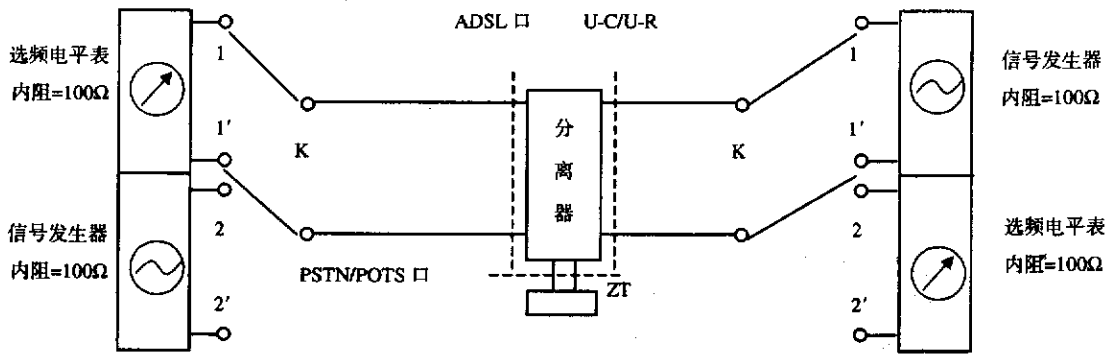 ADSL 口
U-C/U-R
选频电平表
内阻=100Ω
1
1′
K
分
离
器
K
1
1′
信号发生器
内阻=100Ω
信号发生器
内阻=100Ω
2
2′
PSTN/POTS 口
ZT
2
2′
选频电平表
内阻=100Ω